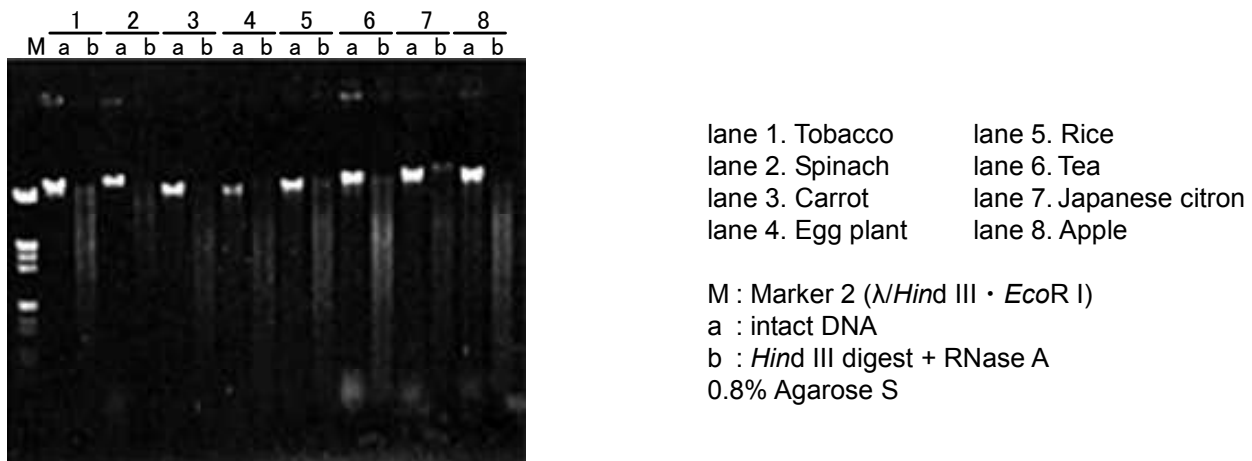 1 2 3 4 5 6 7 8
M a b a b a b a b a b a b a b a b
lane 1. Tobacco lane 5. Rice
lane 2. Spinach lane 6. Tea
lane 3. Carrot lane 7. Japanese citron
lane 4. Egg plant lane 8. Apple
M : Marker 2 (λ/Hind III・EcoR I)
a : intact DNA
b : Hind III digest + RNase A
0.8% Agarose S